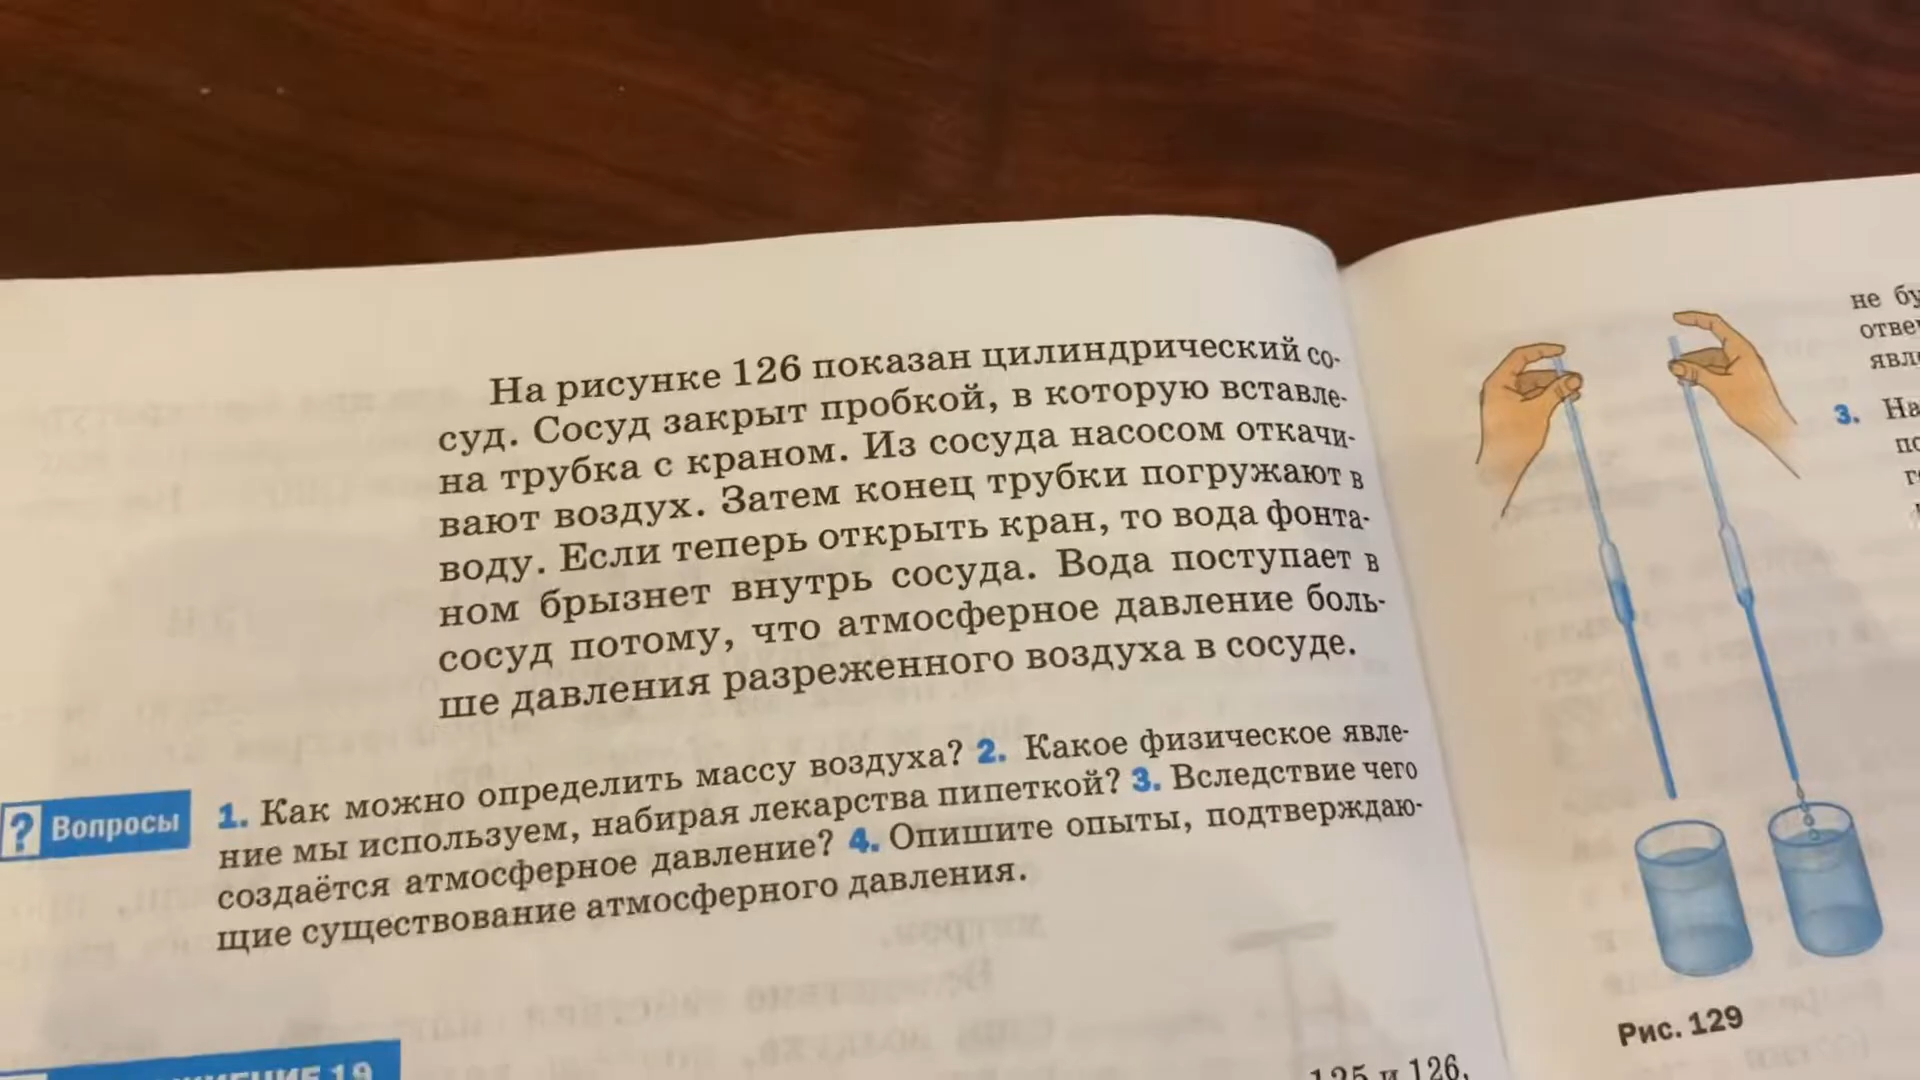 На рисунке 126 показан цилиндрический со-
суд. Сосуд закрыт пробкой, в которую вставле-
на трубка с краном. Из сосуда насосом откачи-
вают воздух. Затем конец трубки погружают в
воду. Если теперь открыть кран, то вода фонта-
ном брызнет внутрь сосуда. Вода поступает в
сосуд потому, что атмосферное давление боль-
ше давления разреженного воздуха в сосуде.
? Вопросы
1. Как можно определить массу воздуха? 2. Какое физическое явле-
ние мы используем, набирая лекарства пипеткой? 3. Вследствие чего
создаётся атмосферное давление? 4. Опишите опыты, подтверждаю-
щие существование атмосферного давления.
19
125 и 126,
не бу
отве
явл
3. На
по
Рис. 129